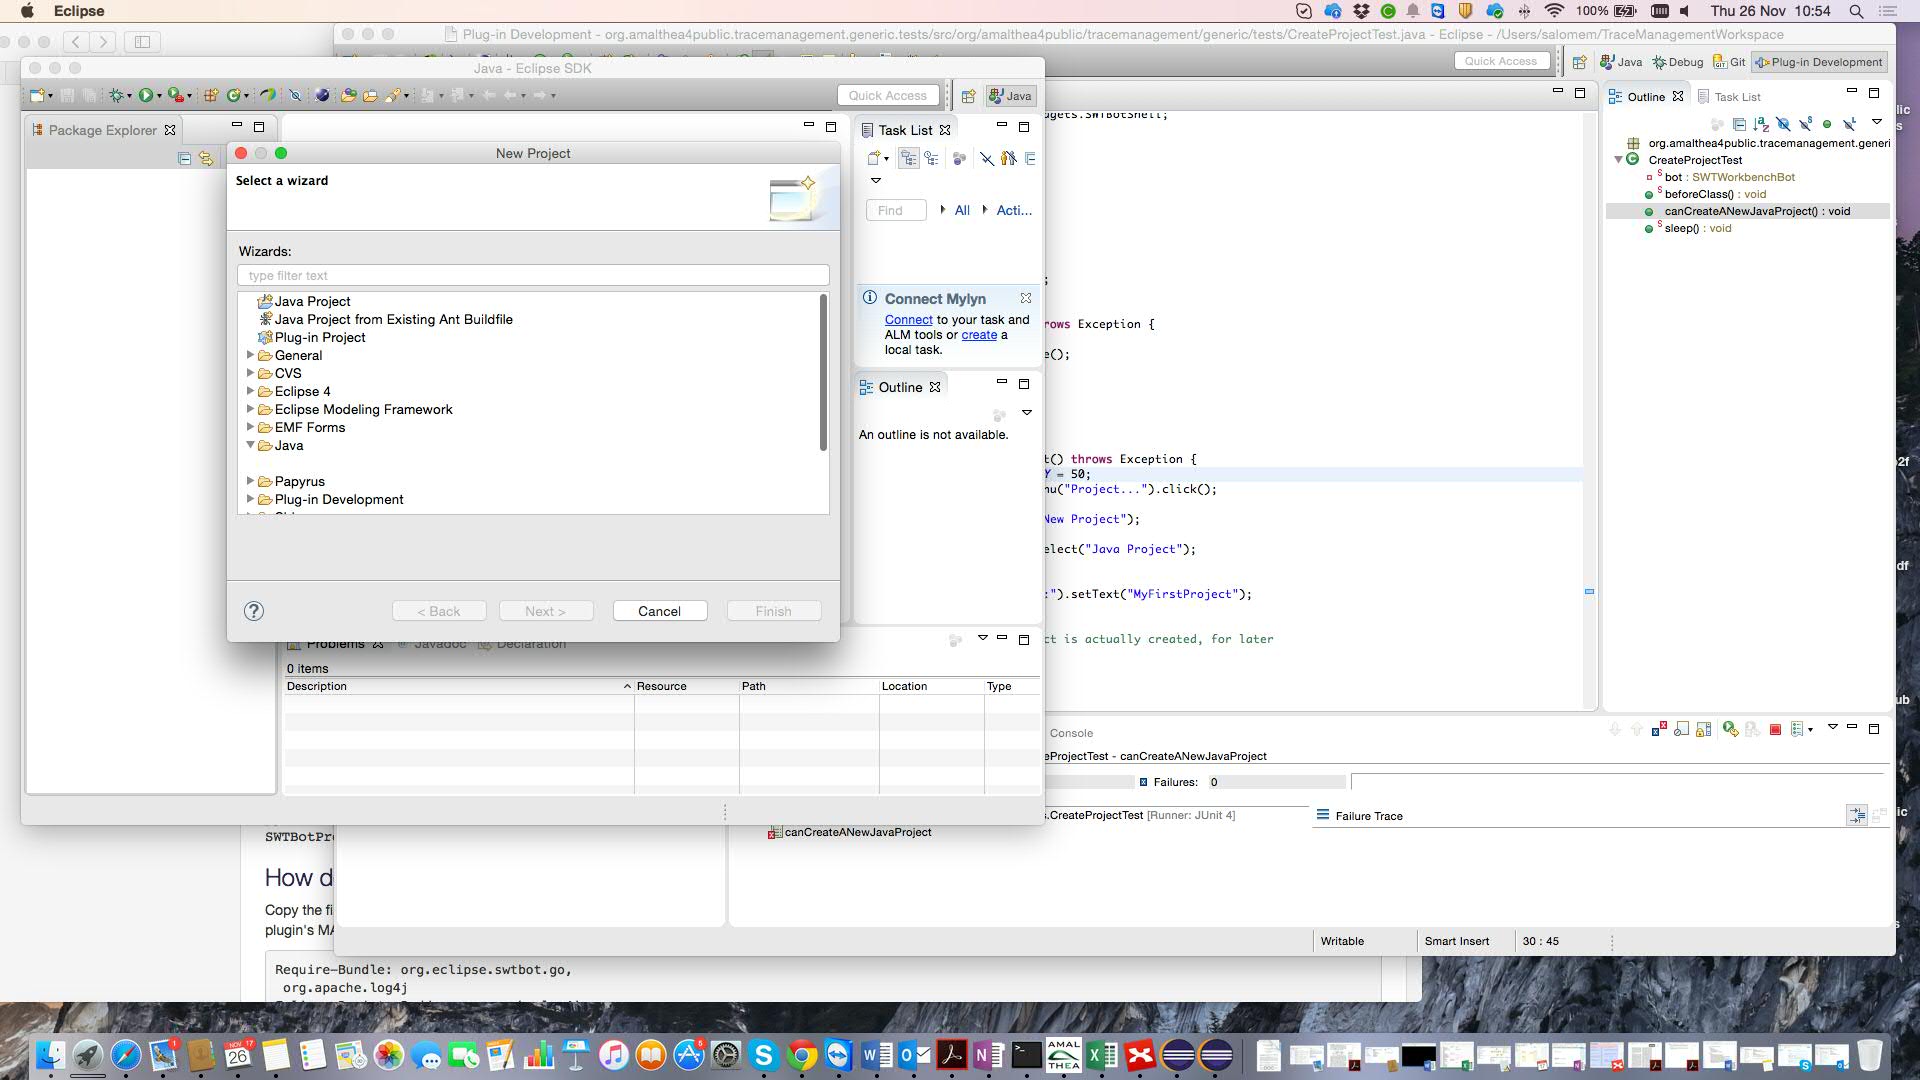 Eclipse
100%
Thu 26 Nov 10:54
Plug-in Development - org.amalthea4public.tracemanagement.generic.tests/src/org/amalthea4public/tracemanagement/generic/tests/CreateProjectTest.java - Eclipse - /Users/salomem/TraceManagementWorkspace
Quick Access
Java
Debug
Git
Plug-in Development
Java - Eclipse SDK
Quick Access
Java
Package Explorer
New Project
Select a wizard
Wizards:
type filter text
Java Project
Java Project from Existing Ant Buildfile
Plug-in Project
General
CVS
Eclipse 4
Eclipse Modeling Framework
EMF Forms
Java
Papyrus
Plug-in Development
< Back
Next >
Cancel
Finish
Task List
Find
All
Acti...
Connect Mylyn
Connect to your task and
ALM tools or create a
local task.
Outline
An outline is not available.
Problems
Javadoc
Declaration
0 items
Description
Resource
Path
Location
Type
dgets.SWTBotShell;
rows Exception {
e();
t() throws Exception {
Y = 50;
nu("Project...").click();
New Project");
elect("Java Project");
:").setText("MyFirstProject");
ct is actually created, for later
Outline
Task List
org.amalthea4public.tracemanagement.generi
CreateProjectTest
bot : SWTWorkbenchBot
beforeClass() : void
canCreateANewJavaProject() : void
sleep() : void
Console
eProjectTest - canCreateANewJavaProject
Failures: 0
s.CreateProjectTest [Runner: JUnit 4]
Failure Trace
canCreateANewJavaProject
Writable
Smart Insert
30 : 45
SWTBotPr
How d
Copy the fi
plugin's MA
Require-Bundle: org.eclipse.swtbot.go,
org.apache.log4j
NOV
26
AMAL
THEA